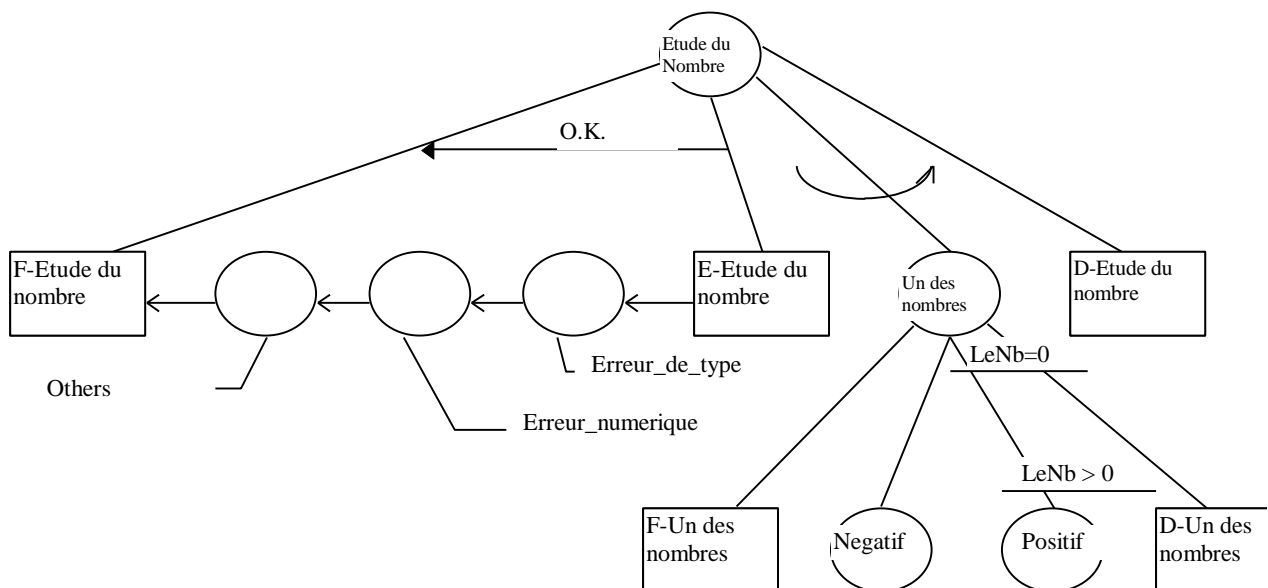 Etude du
Nombre
O.K.
F-Etude du
nombre
E-Etude du
nombre
Un des
nombres
D-Etude du
nombre
Others
Erreur_de_type
Erreur_numerique
LeNb=0
LeNb > 0
F-Un des
nombres
Negatif
Positif
D-Un des
nombres